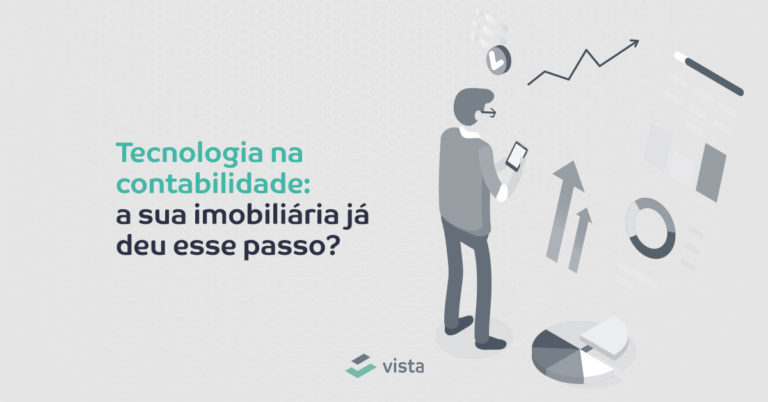 Tecnologia na
contabilidade:
a sua imobiliária já
deu esse passo?
vista